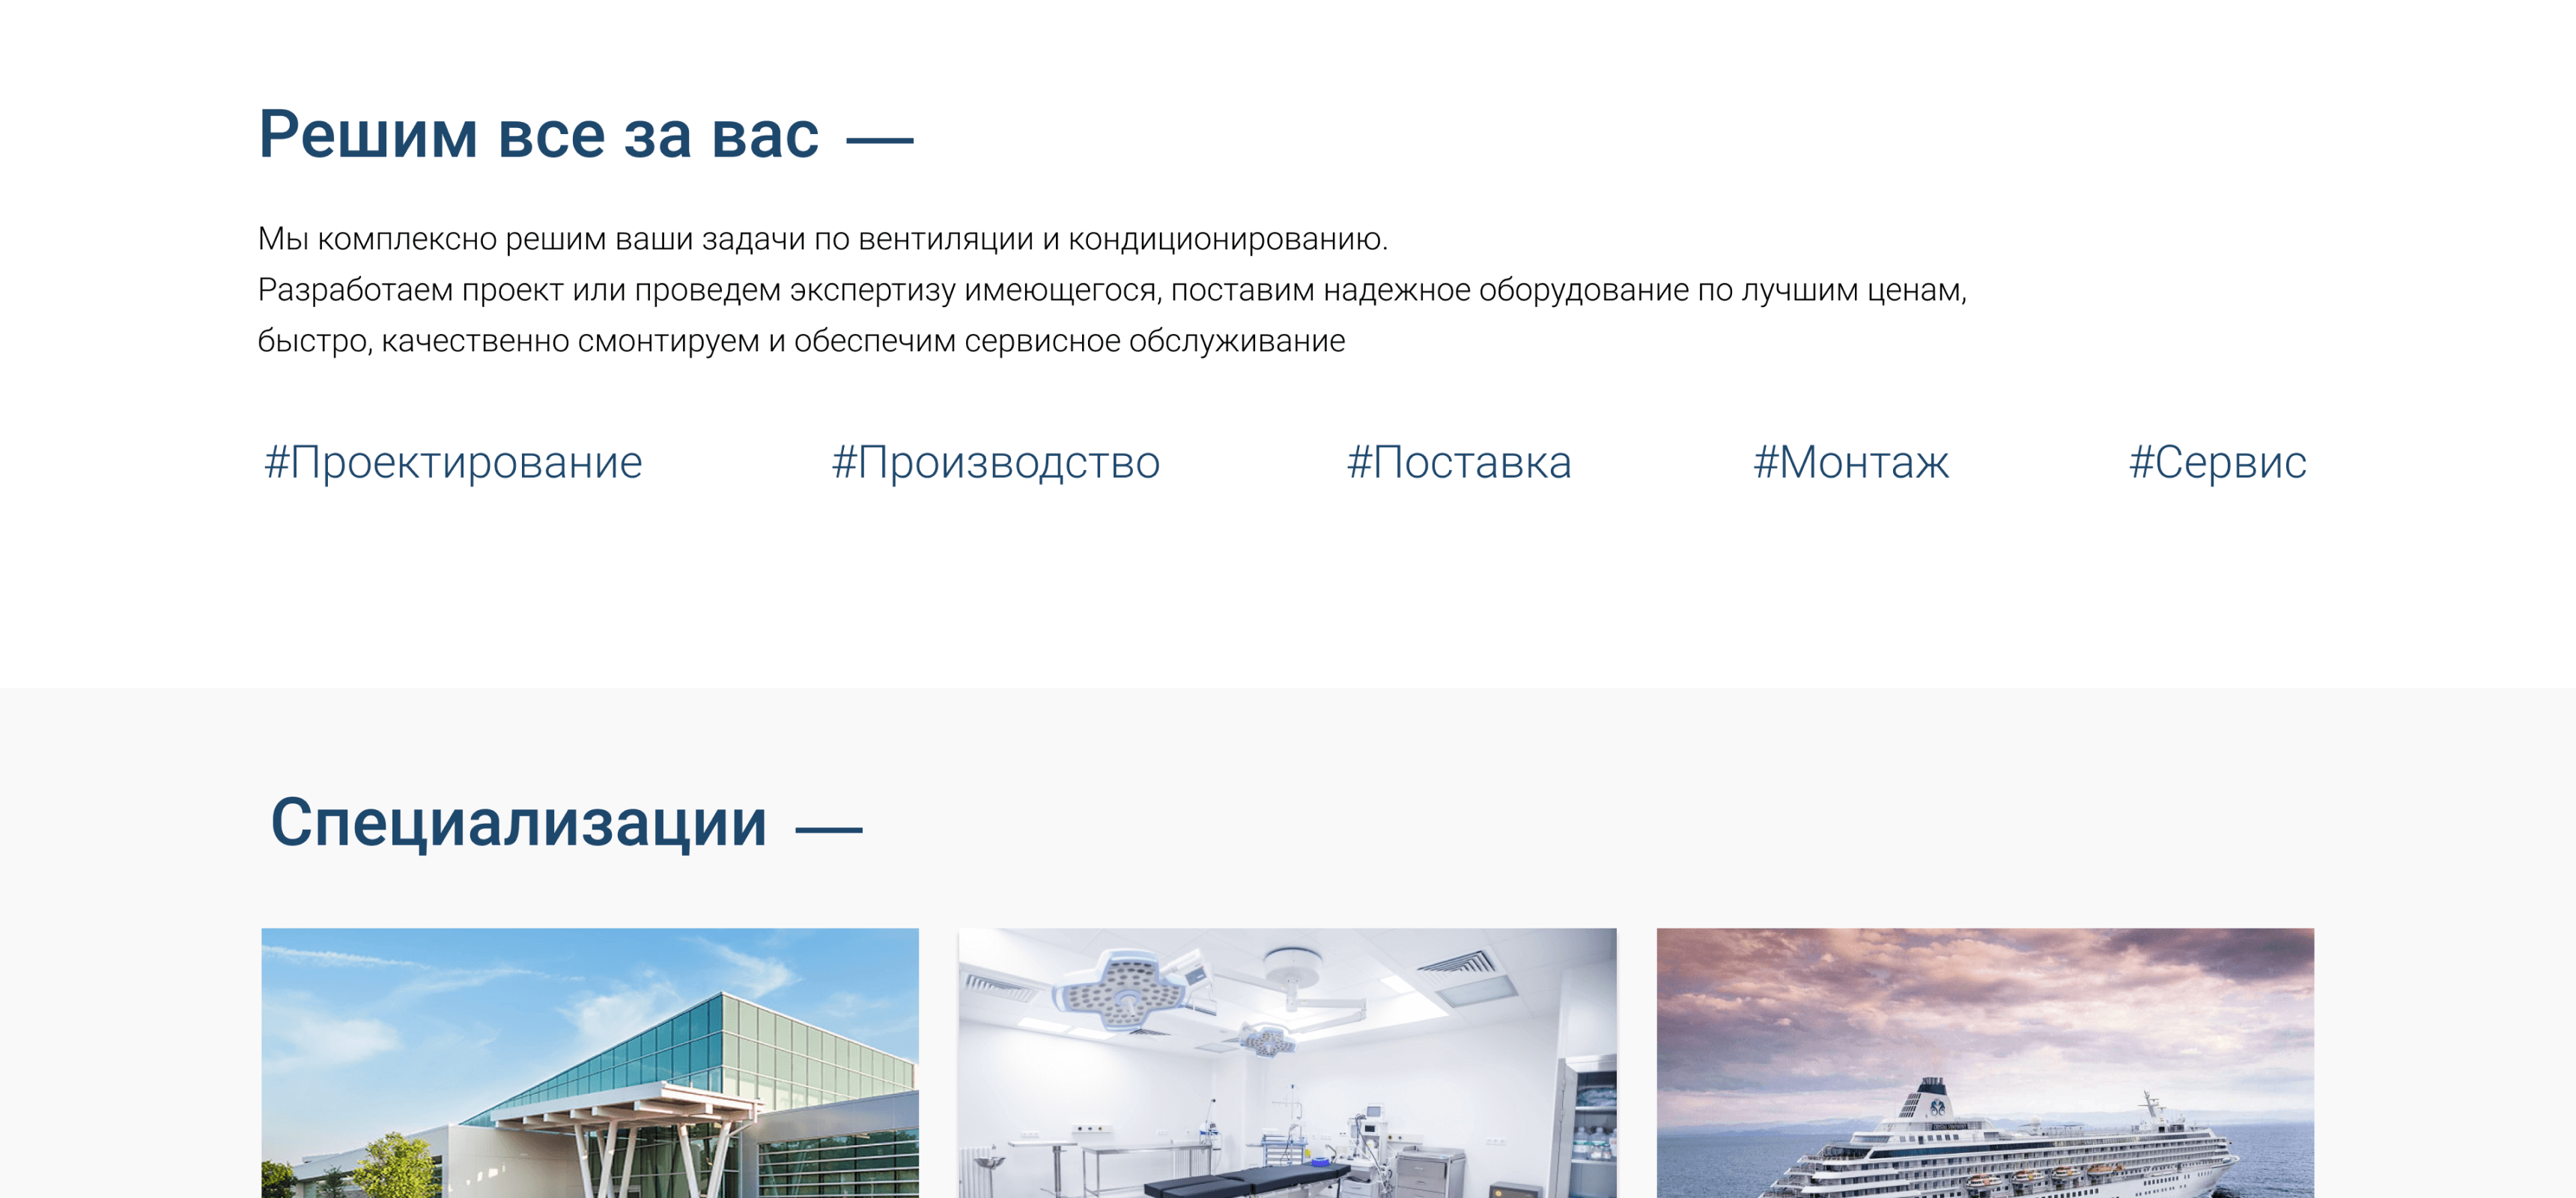 Решим все за вас —
Мы комплексно решим ваши задачи по вентиляции и кондиционированию.
Разработаем проект или проведем экспертизу имеющегося, поставим надежное оборудование по лучшим ценам,
быстро, качественно смонтируем и обеспечим сервисное обслуживание
#Проектирование #Производство #Поставка #Монтаж #Сервис
Специализации —